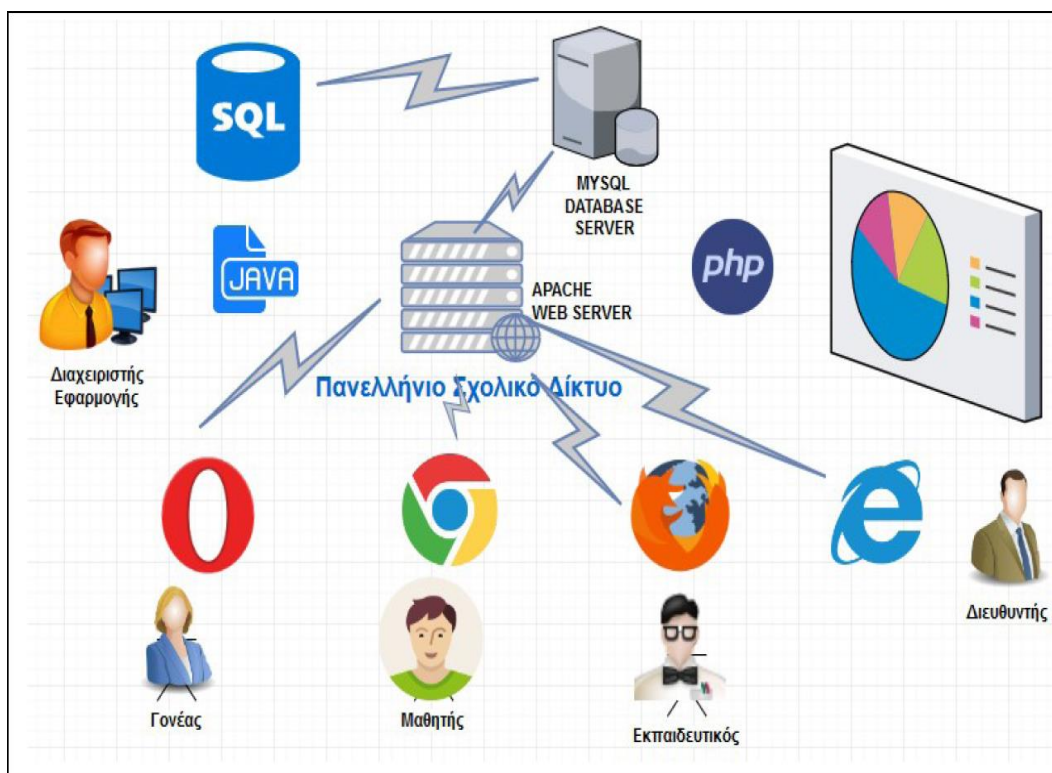 SQL
MYSQL
DATABASE
SERVER
JAVA
php
APACHE
WEB SERVER
Διαχειριστής
Εφαρμογής
Πανελλήνιο Σχολικό Δίκτυο
Διευθυντής
Γονέας
Μαθητής
Εκπαιδευτικός